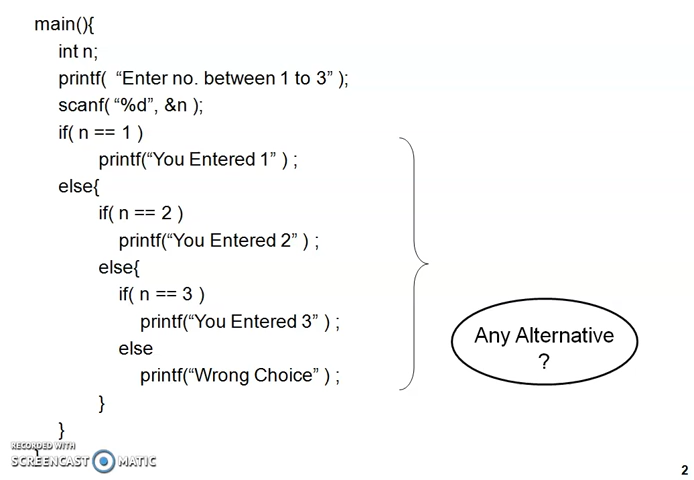 main(){
int n;
printf( “Enter no. between 1 to 3” );
scanf( “%d”, &n );
if( n == 1 )
printf(“You Entered 1” ) ;
else{
if( n == 2 )
printf(“You Entered 2” ) ;
else{
if( n == 3 )
printf(“You Entered 3” ) ;
else
printf(“Wrong Choice” ) ;
}
}
}
Any Alternative
?
RECORDED WITH
SCREENCAST MATIC
2